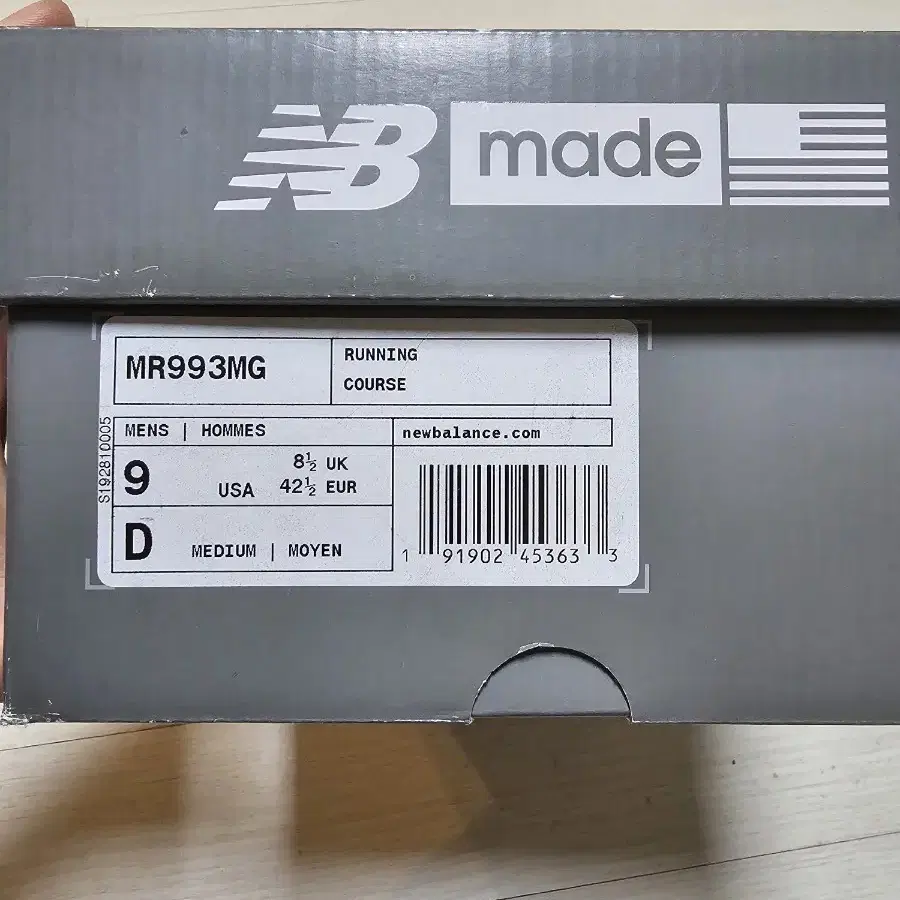 NB made
MR993MG
RUNNING
COURSE
S192810005
MENS | HOMMES
newbalance.com
9 USA
8½ UK
42½ EUR
D MEDIUM | MOYEN
1 91902 45363 3